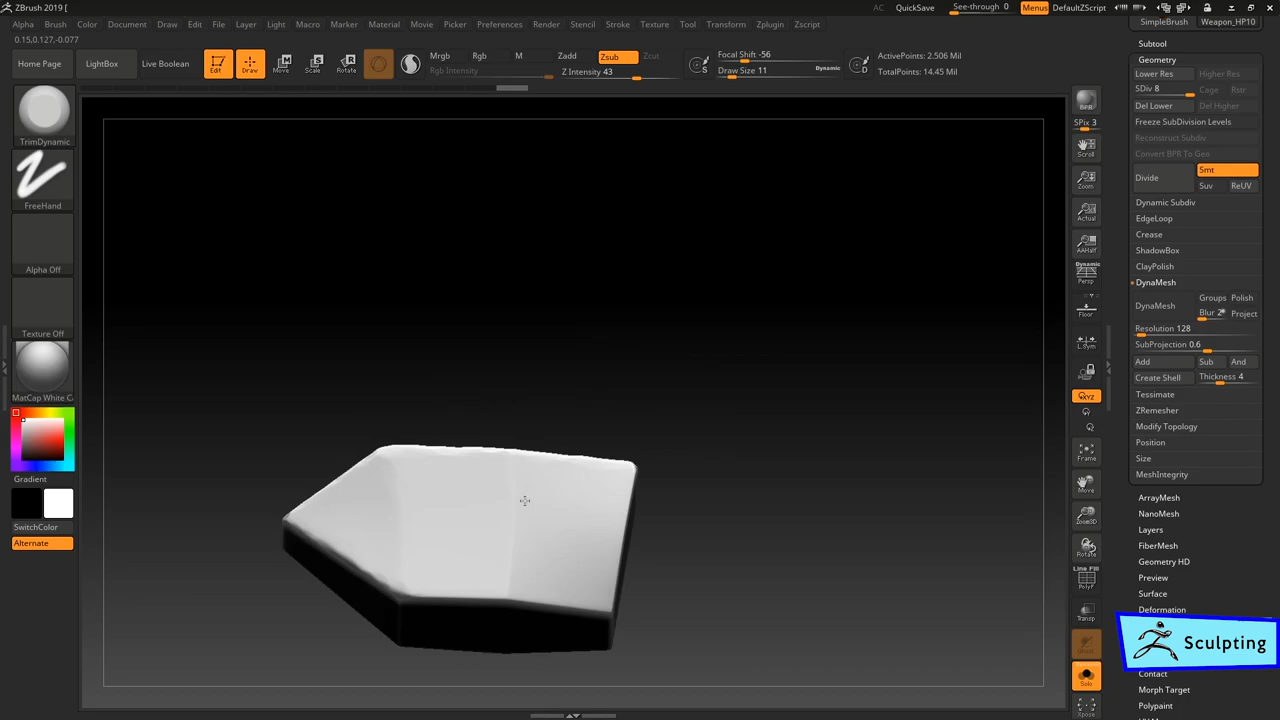 ZBrush 2019 [
AC QuickSave See-through 0 Menus DefaultZScript
Alpha Brush Color Document Draw Edit File Layer Light Macro Marker Material Movie Picker Preferences Render Stencil Stroke Texture Tool Transform Zplugin Zscript
0.15,0.127,-0.077
Home Page
LightBox
Live Boolean
Edit
Draw
Move
Scale
Rotate
Mrgb Rgb M
Rgb Intensity
Zadd Zsub Zcut
Z Intensity 43
S
Focal Shift -56
Draw Size 11
Dynamic
D
ActivePoints: 2.506 Mil
TotalPoints: 14.45 Mil
TrimDynamic
FreeHand
Alpha Off
Texture Off
MatCap White C
Gradient
SwitchColor
Alternate
BPR
SPix 3
Scroll
Zoom
Actual
AAHalf
Dynamic
Persp
Floor
L.Sym
XYZ
Frame
Move
Zoom3D
Rotate
Line Fill
PolyF
Transp
Solo
Xpose
SimpleBrush Weapon_HP10
Subtool
Geometry
Lower Res Higher Res
SDiv 8 Cage Rstr
Del Lower Del Higher
Freeze SubDivision Levels
Reconstruct Subdiv
Convert BPR To Geo
Divide Smt
Suv ReUV
Dynamic Subdiv
EdgeLoop
Crease
ShadowBox
ClayPolish
DynaMesh
DynaMesh Groups Polish
Blur 2 Project
Resolution 128
SubProjection 0.6
Add Sub And
Create Shell Thickness 4
Tessimate
ZRemesher
Modify Topology
Position
Size
MeshIntegrity
ArrayMesh
NanoMesh
Layers
FiberMesh
Geometry HD
Preview
Surface
Deformation
Sculpting
Contact
Morph Target
Polypaint